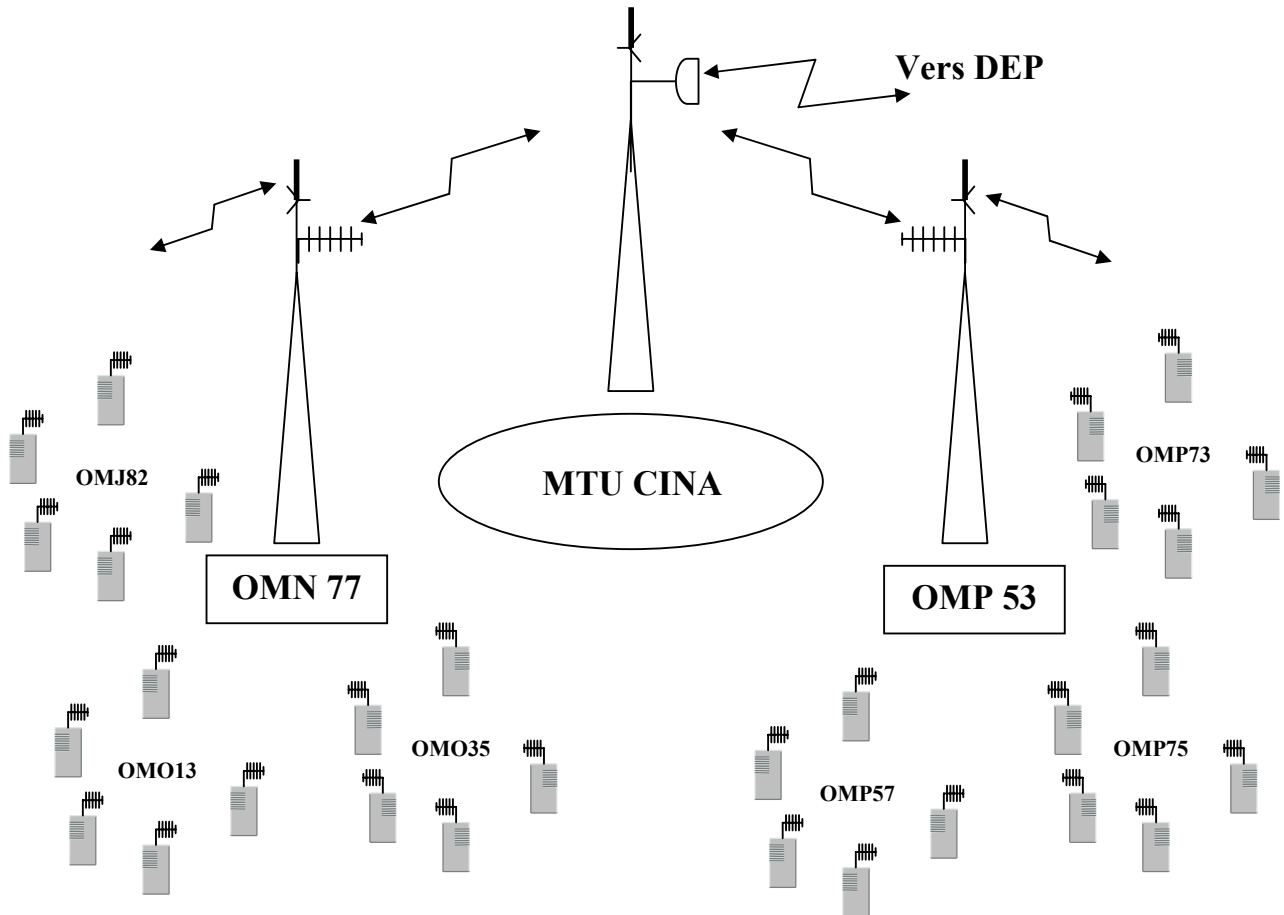 Vers DEP
OMJ82
MTU CINA
OMP73
OMN 77
OMP 53
OMO13
OMO35
OMP57
OMP75